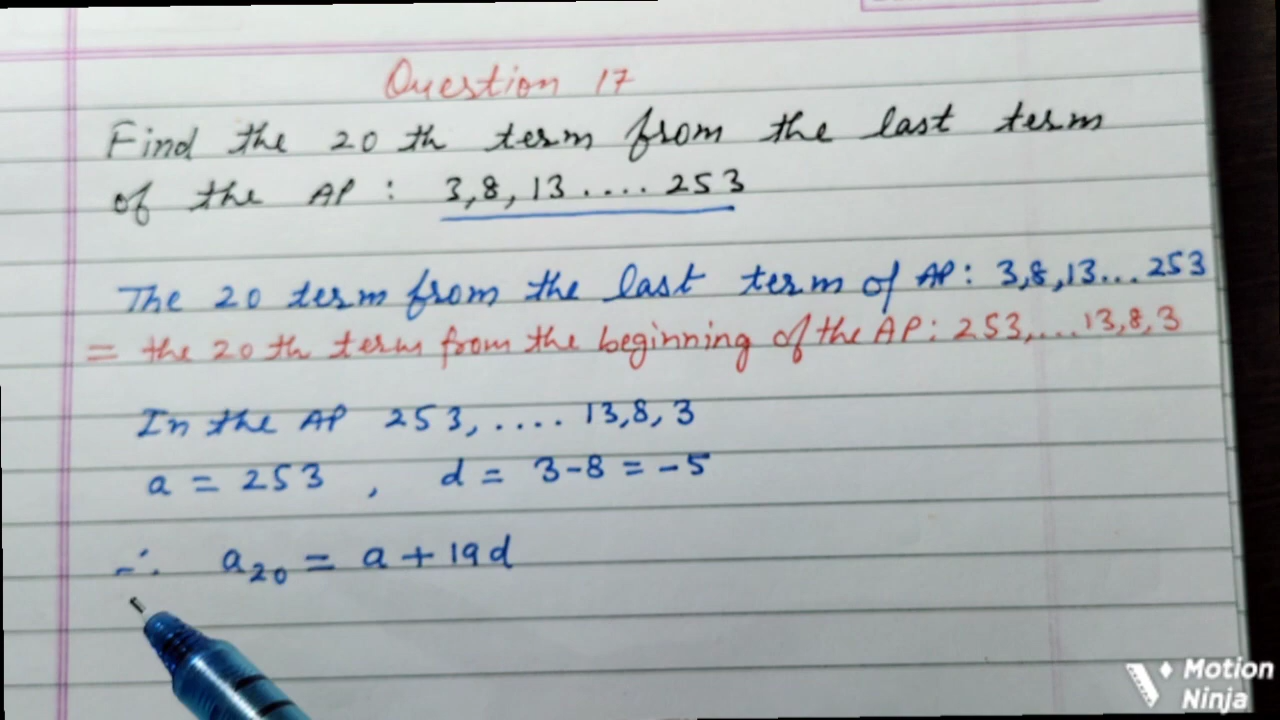 Question 17
Find the 20 th term from the last term
of the AP : 3,8,13.... 253
The 20 term from the last term of AP: 3,8,13... 253
= the 20 th term from the beginning of the AP: 253,....13,8,3
In the AP 253,.... 13,8,3
a = 253 , d = 3-8 = -5
∴ a₂₀ = a + 19d
Motion
Ninja